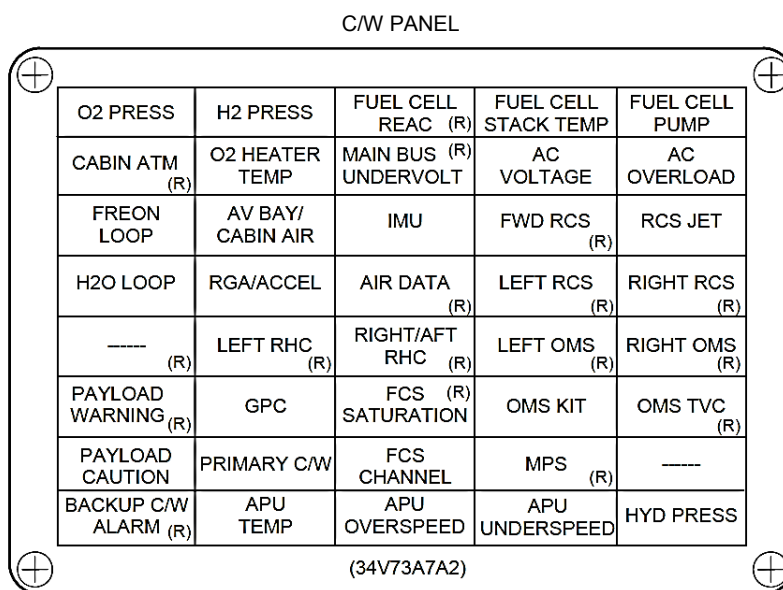 C/W PANEL
O2 PRESS
H2 PRESS
FUEL CELL
REAC (R)
FUEL CELL
STACK TEMP
FUEL CELL
PUMP
CABIN ATM
(R)
O2 HEATER
TEMP
MAIN BUS (R)
UNDERVOLT
AC
VOLTAGE
AC
OVERLOAD
FREON
LOOP
AV BAY/
CABIN AIR
IMU
FWD RCS
(R)
RCS JET
H2O LOOP
RGA/ACCEL
AIR DATA
(R)
LEFT RCS
(R)
RIGHT RCS
(R)
------
(R)
LEFT RHC
(R)
RIGHT/AFT
RHC (R)
LEFT OMS
(R)
RIGHT OMS
(R)
PAYLOAD
WARNING (R)
GPC
FCS (R)
SATURATION
OMS KIT
OMS TVC
(R)
PAYLOAD
CAUTION
PRIMARY C/W
FCS
CHANNEL
MPS
(R)
------
BACKUP C/W
ALARM (R)
APU
TEMP
APU
OVERSPEED
APU
UNDERSPEED
HYD PRESS
(34V73A7A2)